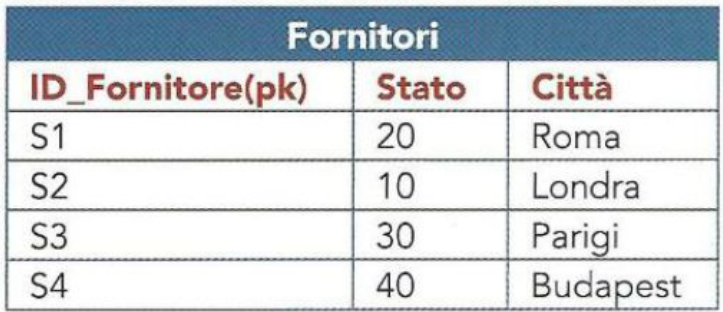 Fornitori
ID_Fornitore(pk) Stato Città
S1 20 Roma
S2 10 Londra
S3 30 Parigi
S4 40 Budapest